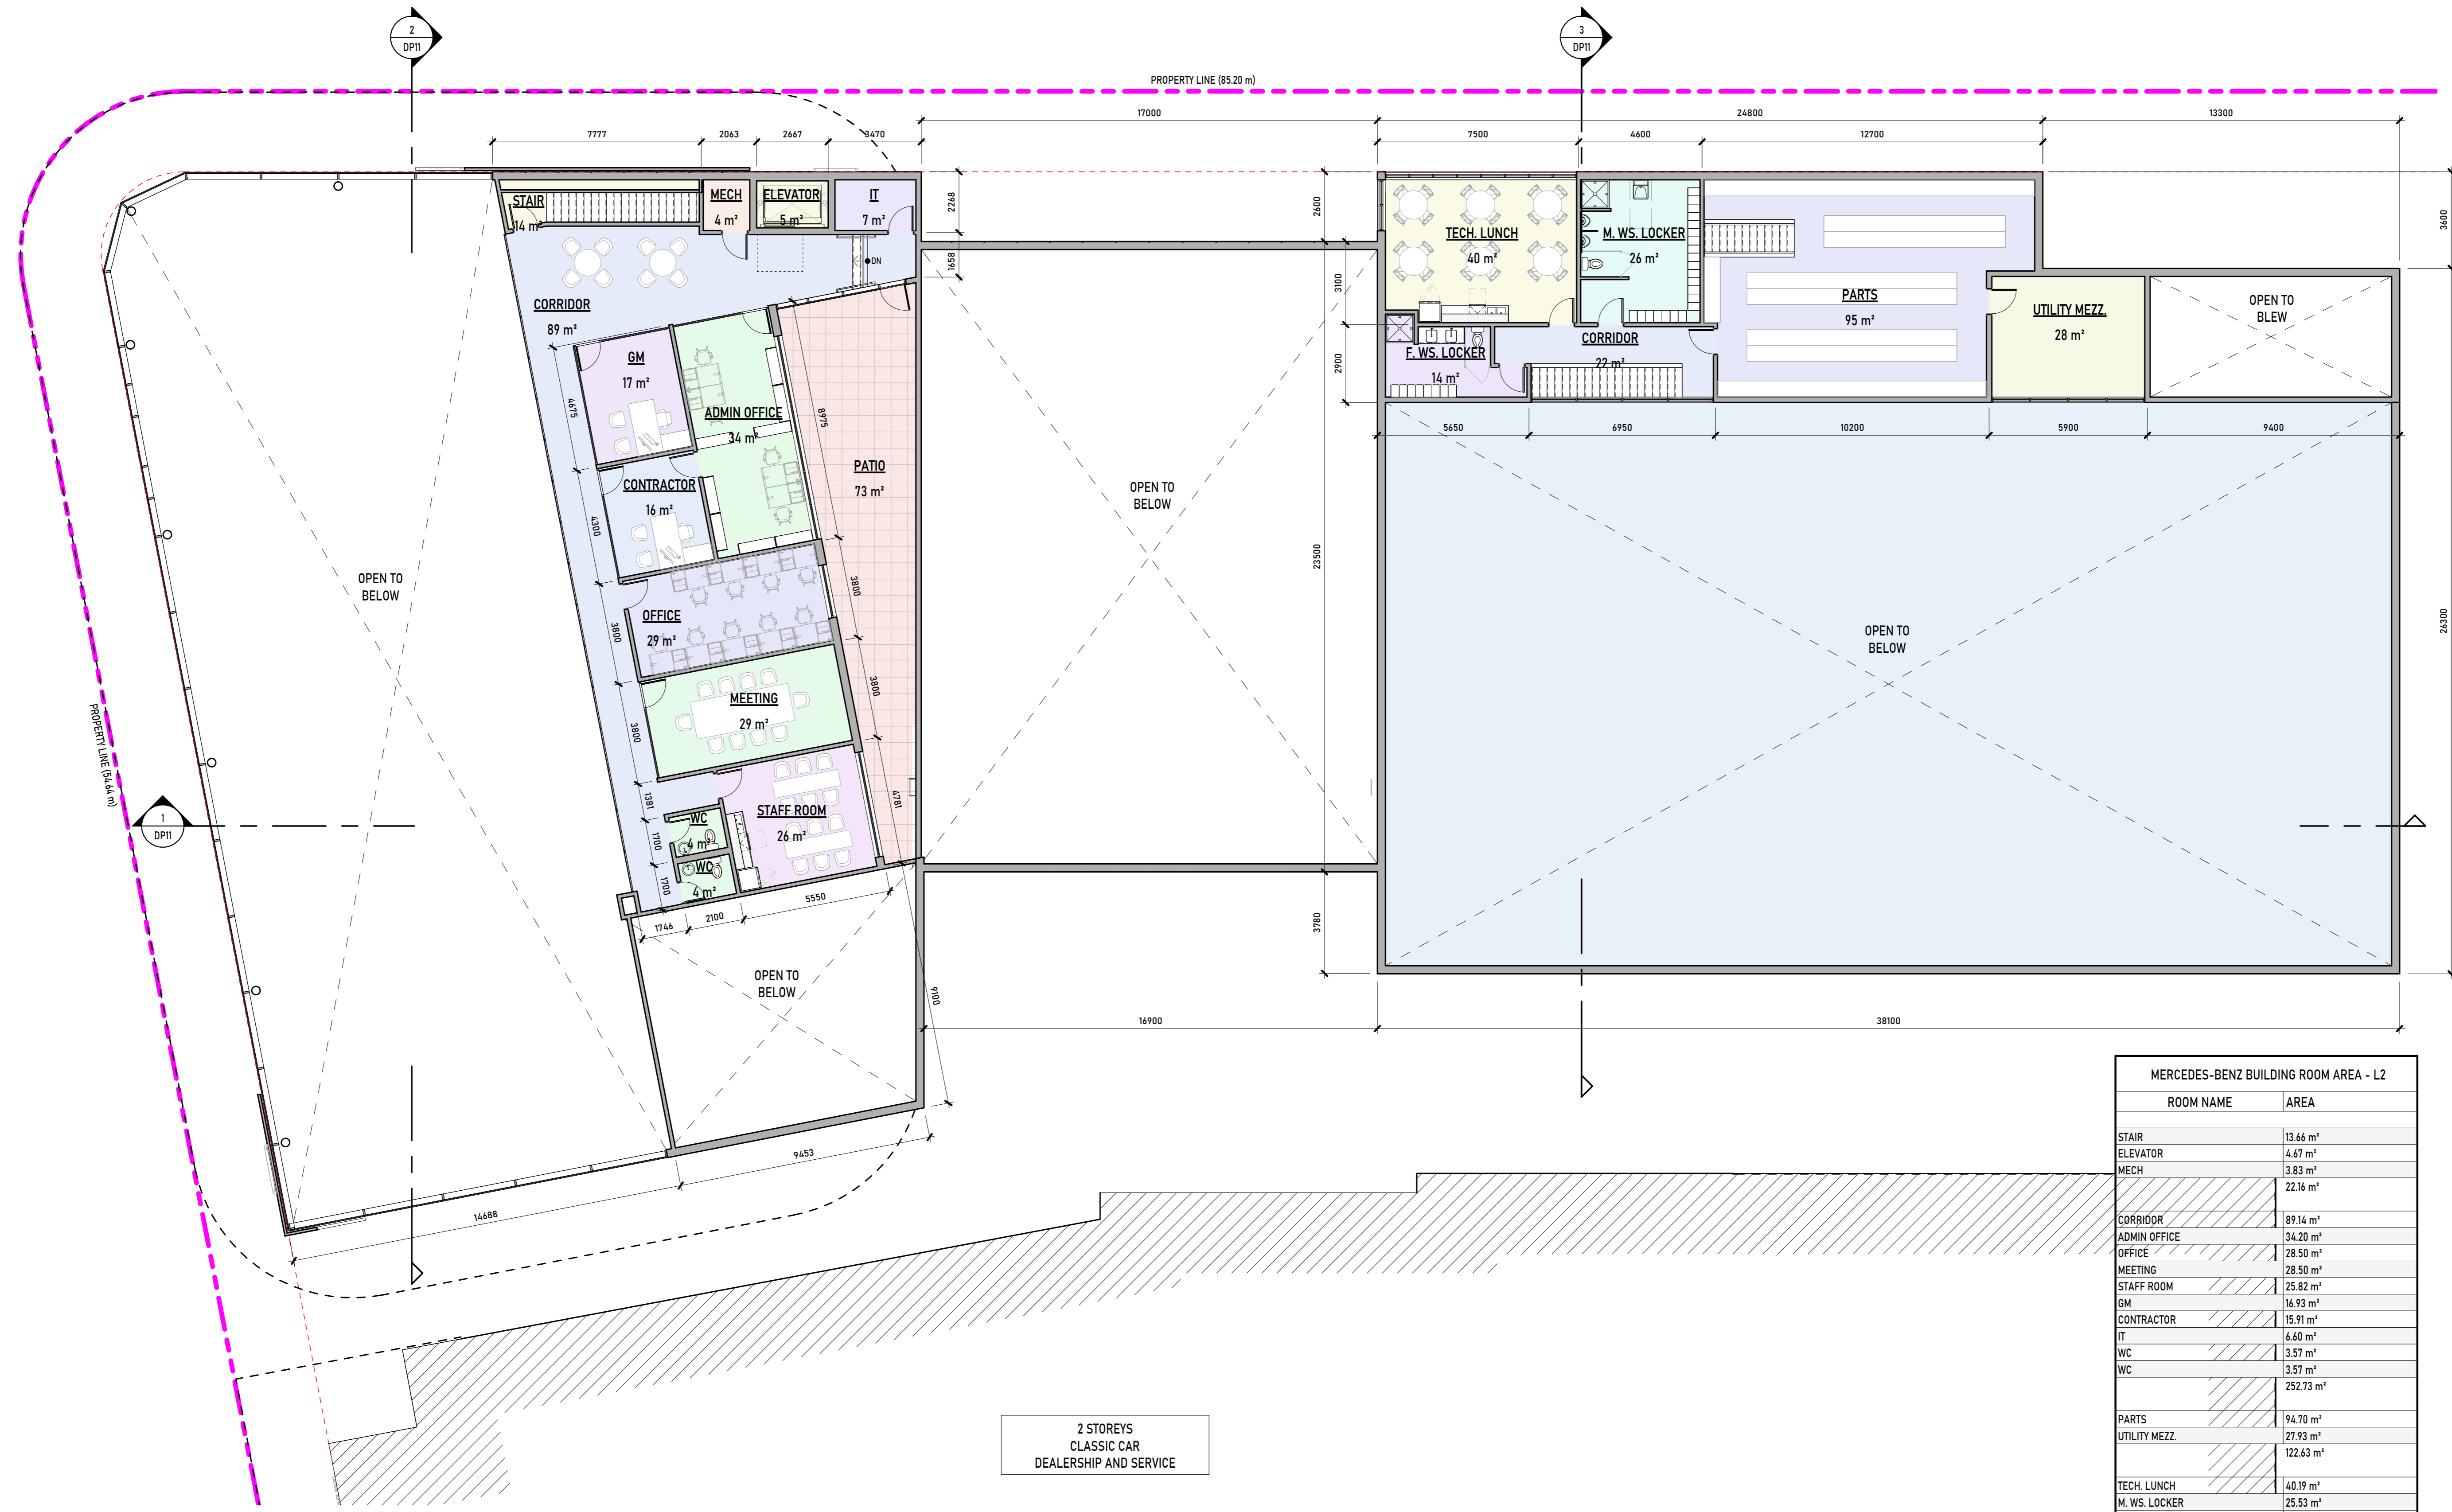 2
DP11
3
DP11
PROPERTY LINE (85.20 m)
17000
24800
13300
7777
2063
2667
3470
7500
4600
12700
STAIR
14 m²
MECH
4 m²
ELEVATOR
5 m²
IT
7 m²
2268
1658
DN
2600
3100
2900
3600
TECH. LUNCH
40 m²
M. WS. LOCKER
26 m²
PARTS
95 m²
UTILITY MEZZ.
28 m²
OPEN TO
BLEW
CORRIDOR
89 m²
CORRIDOR
22 m²
F. WS. LOCKER
14 m²
GM
17 m²
ADMIN OFFICE
34 m²
4675
8975
PATIO
73 m²
CONTRACTOR
16 m²
4300
5650
6950
10200
5900
9400
OPEN TO
BELOW
OPEN TO
BELOW
23500
3800
OFFICE
29 m²
3800
OPEN TO
BELOW
26300
MEETING
29 m²
3800
3800
PROPERTY LINE (54.64 m)
1
DP11
1381
STAFF ROOM
26 m²
4781
WC
4 m²
1700
WC
4 m²
1700
1746
2100
5550
3780
OPEN TO
BELOW
9100
16900
38100
9453
14688
MERCEDES-BENZ BUILDING ROOM AREA - L2
ROOM NAME AREA
STAIR 13.66 m²
ELEVATOR 4.67 m²
MECH 3.83 m²
22.16 m²
CORRIDOR 89.14 m²
ADMIN OFFICE 34.20 m²
OFFICE 28.50 m²
MEETING 28.50 m²
STAFF ROOM 25.82 m²
GM 16.93 m²
CONTRACTOR 15.91 m²
IT 6.60 m²
WC 3.57 m²
WC 3.57 m²
252.73 m²
PARTS 94.70 m²
UTILITY MEZZ. 27.93 m²
122.63 m²
TECH. LUNCH 40.19 m²
M. WS. LOCKER 25.53 m²
2 STOREYS
CLASSIC CAR
DEALERSHIP AND SERVICE